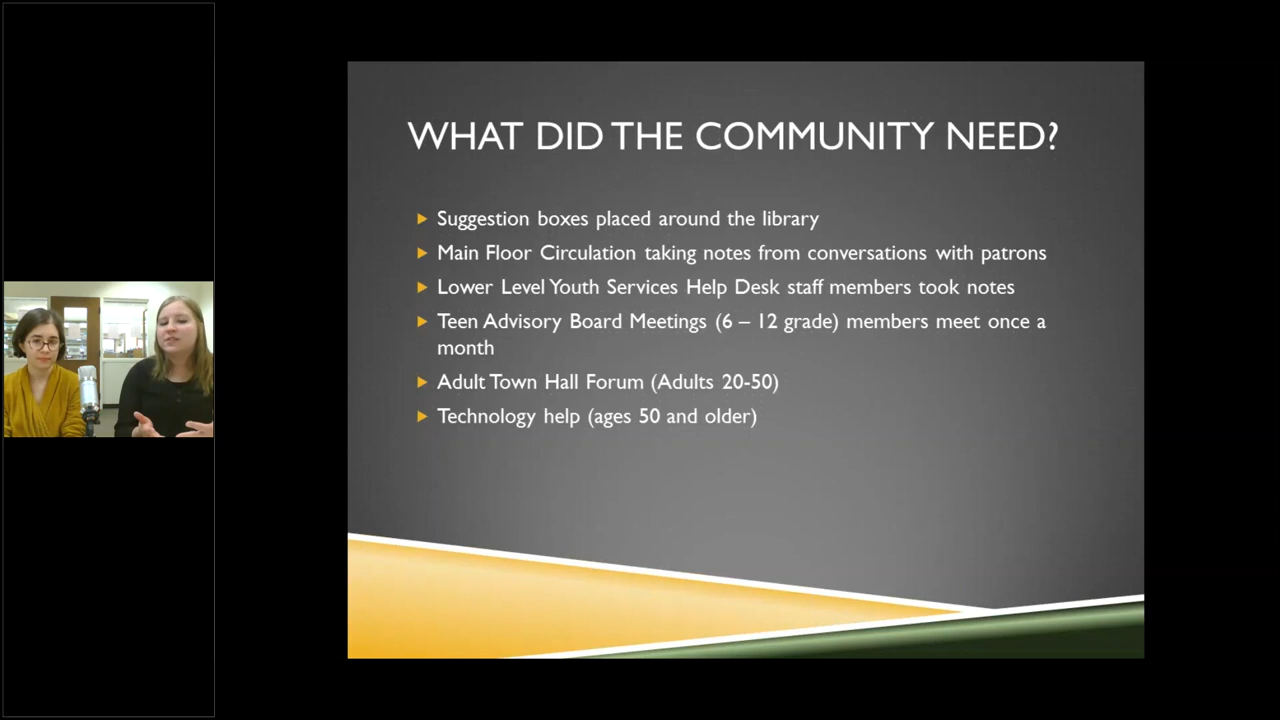 WHAT DID THE COMMUNITY NEED?
Suggestion boxes placed around the library
Main Floor Circulation taking notes from conversations with patrons
Lower Level Youth Services Help Desk staff members took notes
Teen Advisory Board Meetings (6 – 12 grade) members meet once a
month
Adult Town Hall Forum (Adults 20-50)
Technology help (ages 50 and older)